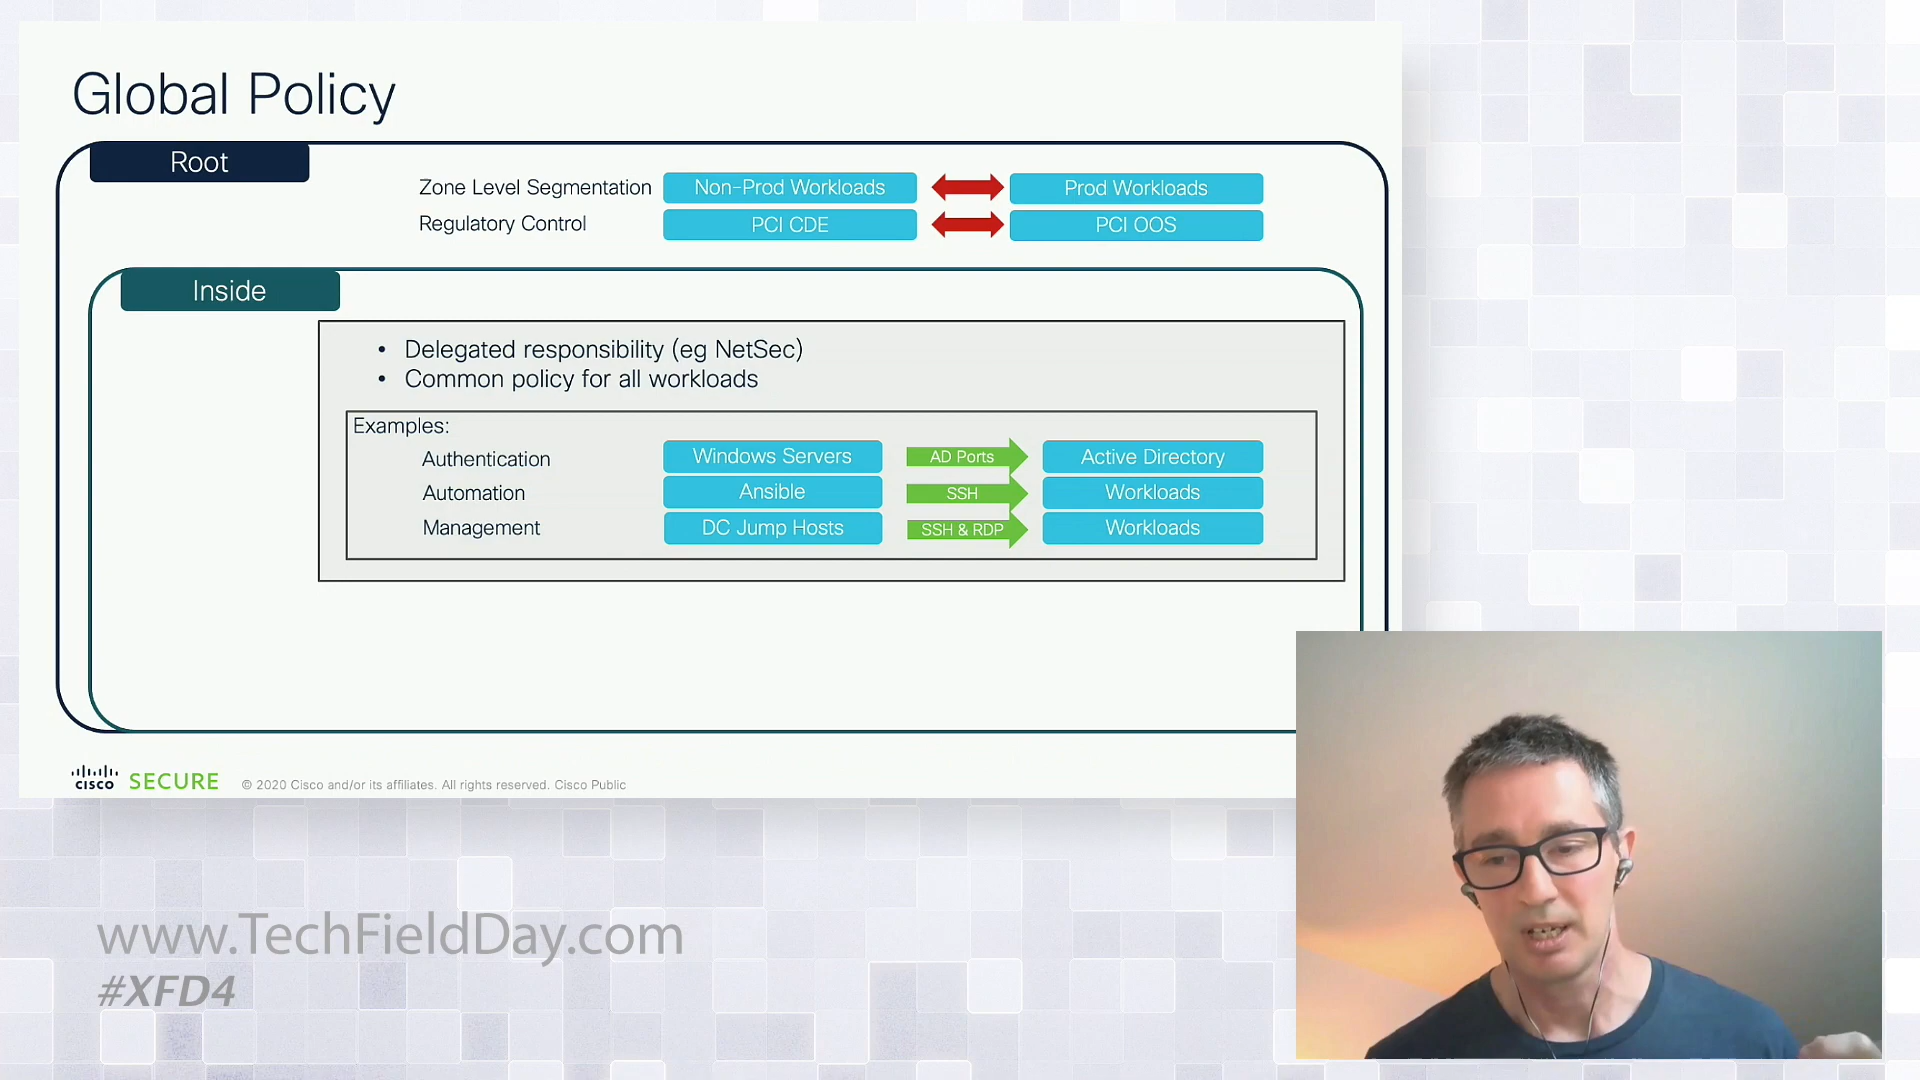 Global Policy
Root
Zone Level Segmentation Non-Prod Workloads Prod Workloads
Regulatory Control PCI CDE PCI OOS
Inside
• Delegated responsibility (eg NetSec)
• Common policy for all workloads
Examples:
Authentication Windows Servers AD Ports Active Directory
Automation Ansible SSH Workloads
Management DC Jump Hosts SSH & RDP Workloads
CISCO SECURE © 2020 Cisco and/or its affiliates. All rights reserved. Cisco Public
www.TechFieldDay.com
#XFD4